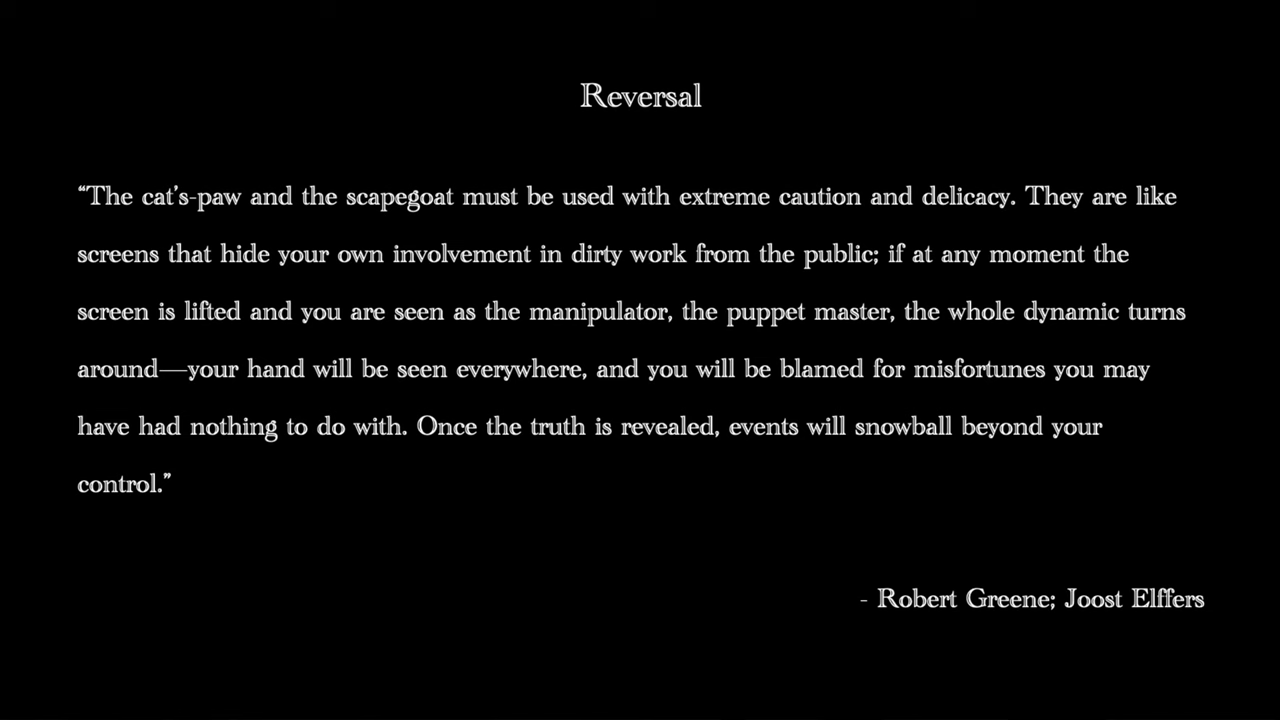 Reversal
“The cat’s-paw and the scapegoat must be used with extreme caution and delicacy. They are like
screens that hide your own involvement in dirty work from the public; if at any moment the
screen is lifted and you are seen as the manipulator, the puppet master, the whole dynamic turns
around—your hand will be seen everywhere, and you will be blamed for misfortunes you may
have had nothing to do with. Once the truth is revealed, events will snowball beyond your
control.”
- Robert Greene; Joost Elffers